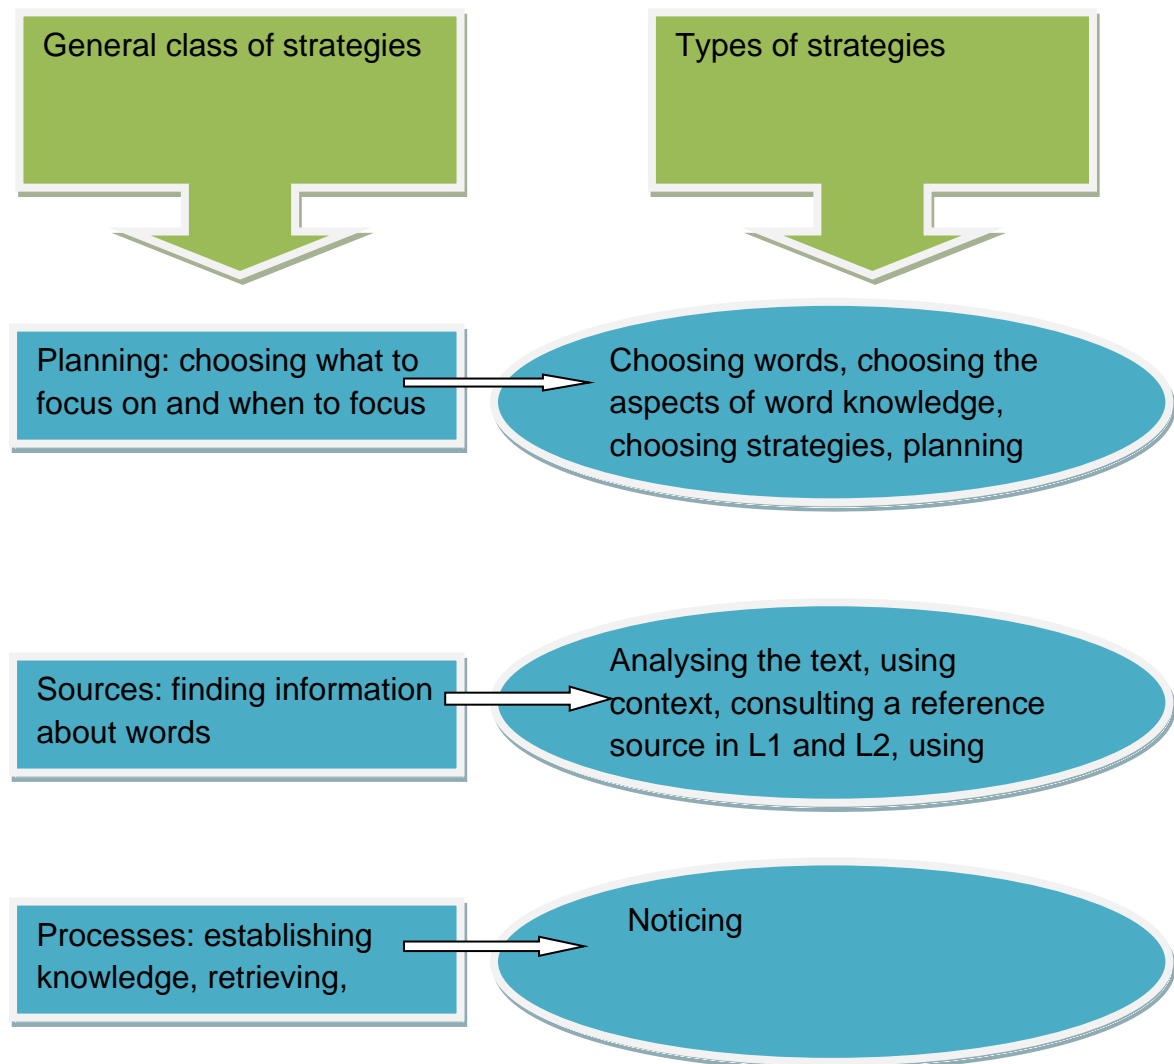 General class of strategies
Types of strategies
Planning: choosing what to
focus on and when to focus
Choosing words, choosing the
aspects of word knowledge,
choosing strategies, planning
Sources: finding information
about words
Analysing the text, using
context, consulting a reference
source in L1 and L2, using
Processes: establishing
knowledge, retrieving,
Noticing